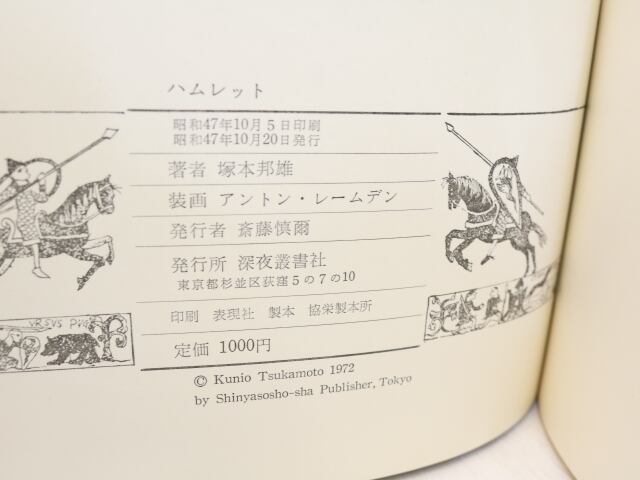 ハムレット
昭和47年10月5日印刷
昭和47年10月20日発行
著者 塚本邦雄
装画 アントン・レームデン
発行者 斎藤慎爾
発行所 深夜叢書社
東京都杉並区荻窪5の7の10
印刷 表現社 製本 協栄製本所
定価 1000円
© Kunio Tsukamoto 1972
by Shinyasosho-sha Publisher, Tokyo
VRSVS